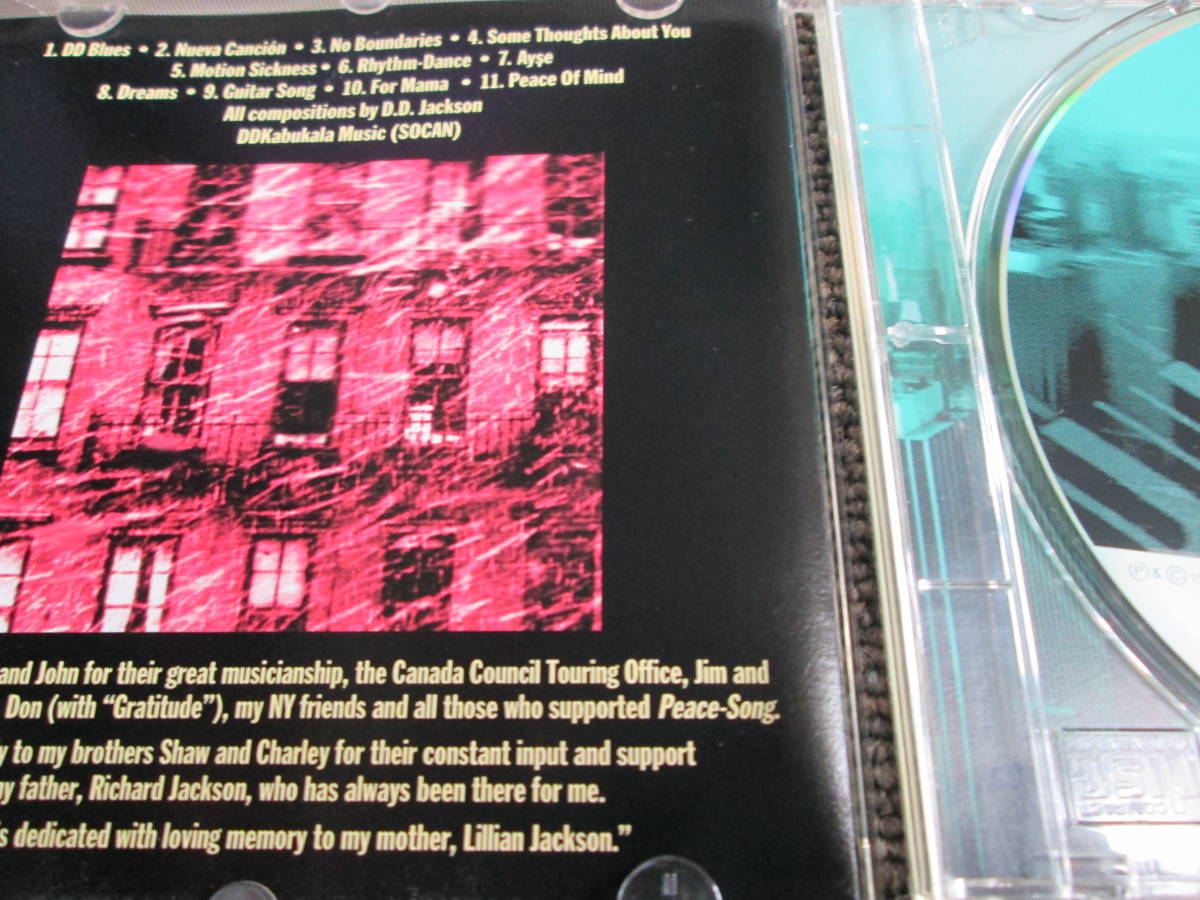 1. DD Blues • 2. Nueva Canción • 3. No Boundaries • 4. Some Thoughts About You
5. Motion Sickness • 6. Rhythm-Dance • 7. Ayşe
8. Dreams • 9. Guitar Song • 10. For Mama • 11. Peace Of Mind
All compositions by D.D. Jackson
DDKabukala Music (SOCAN)
and John for their great musicianship, the Canada Council Touring Office, Jim and
Don (with “Gratitude”), my NY friends and all those who supported Peace-Song.
to my brothers Shaw and Charley for their constant input and support
father, Richard Jackson, who has always been there for me.
dedicated with loving memory to my mother, Lillian Jackson.”
Ⓟ & ©